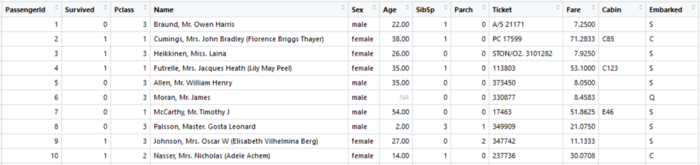 PassengerId Survived Pclass Name Sex Age SibSp Parch Ticket Fare Cabin Embarked
1 0 3 Braund, Mr. Owen Harris male 22.00 1 0 A/5 21171 7.2500 S
2 1 1 Cumings, Mrs. John Bradley (Florence Briggs Thayer) female 38.00 1 0 PC 17599 71.2833 C85 C
3 1 3 Heikkinen, Miss. Laina female 26.00 0 0 STON/O2. 3101282 7.9250 S
4 1 1 Futrelle, Mrs. Jacques Heath (Lily May Peel) female 35.00 1 0 113803 53.1000 C123 S
5 0 3 Allen, Mr. William Henry male 35.00 0 0 373450 8.0500 S
6 0 3 Moran, Mr. James male NA 0 0 330877 8.4583 Q
7 0 1 McCarthy, Mr. Timothy J male 54.00 0 0 17463 51.8625 E46 S
8 0 3 Palsson, Master. Gosta Leonard male 2.00 3 1 349909 21.0750 S
9 1 3 Johnson, Mrs. Oscar W (Elisabeth Vilhelmina Berg) female 27.00 0 2 347742 11.1333 S
10 1 2 Nasser, Mrs. Nicholas (Adele Achem) female 14.00 1 0 237736 30.0708 C